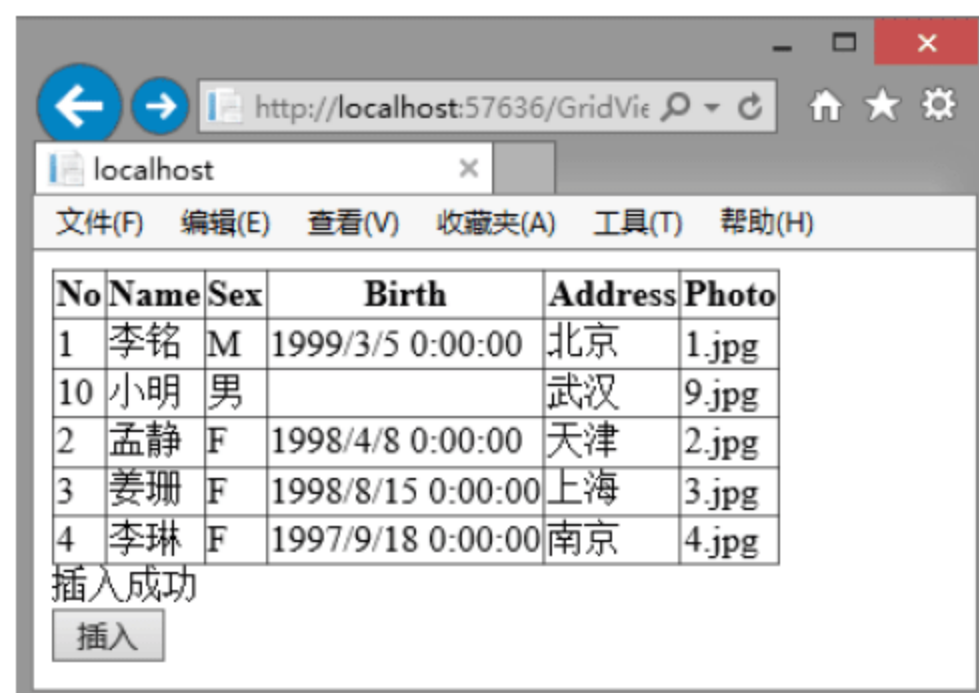 http://localhost:57636/GridVie
localhost
文件(F) 编辑(E) 查看(V) 收藏夹(A) 工具(T) 帮助(H)
No Name Sex Birth Address Photo
1 李铭 M 1999/3/5 0:00:00 北京 1.jpg
10 小明 男 武汉 9.jpg
2 孟静 F 1998/4/8 0:00:00 天津 2.jpg
3 姜珊 F 1998/8/15 0:00:00 上海 3.jpg
4 李琳 F 1997/9/18 0:00:00 南京 4.jpg
插入成功
插入